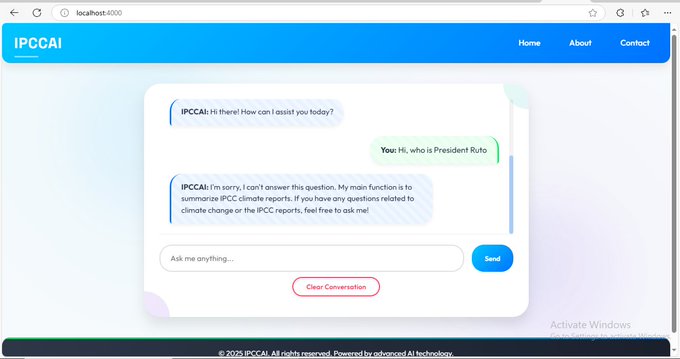 localhost:4000
IPCCAI
Home
About
Contact
IPCCAI: Hi there! How can I assist you today?
You: Hi, who is President Ruto
IPCCAI: I'm sorry, I can't answer this question. My main function is to
summarize IPCC climate reports. If you have any questions related to
climate change or the IPCC reports, feel free to ask me!
Ask me anything...
Send
Clear Conversation
Activate Windows
Go to Settings to activate Windows.
© 2025 IPCCAI. All rights reserved. Powered by advanced AI technology.